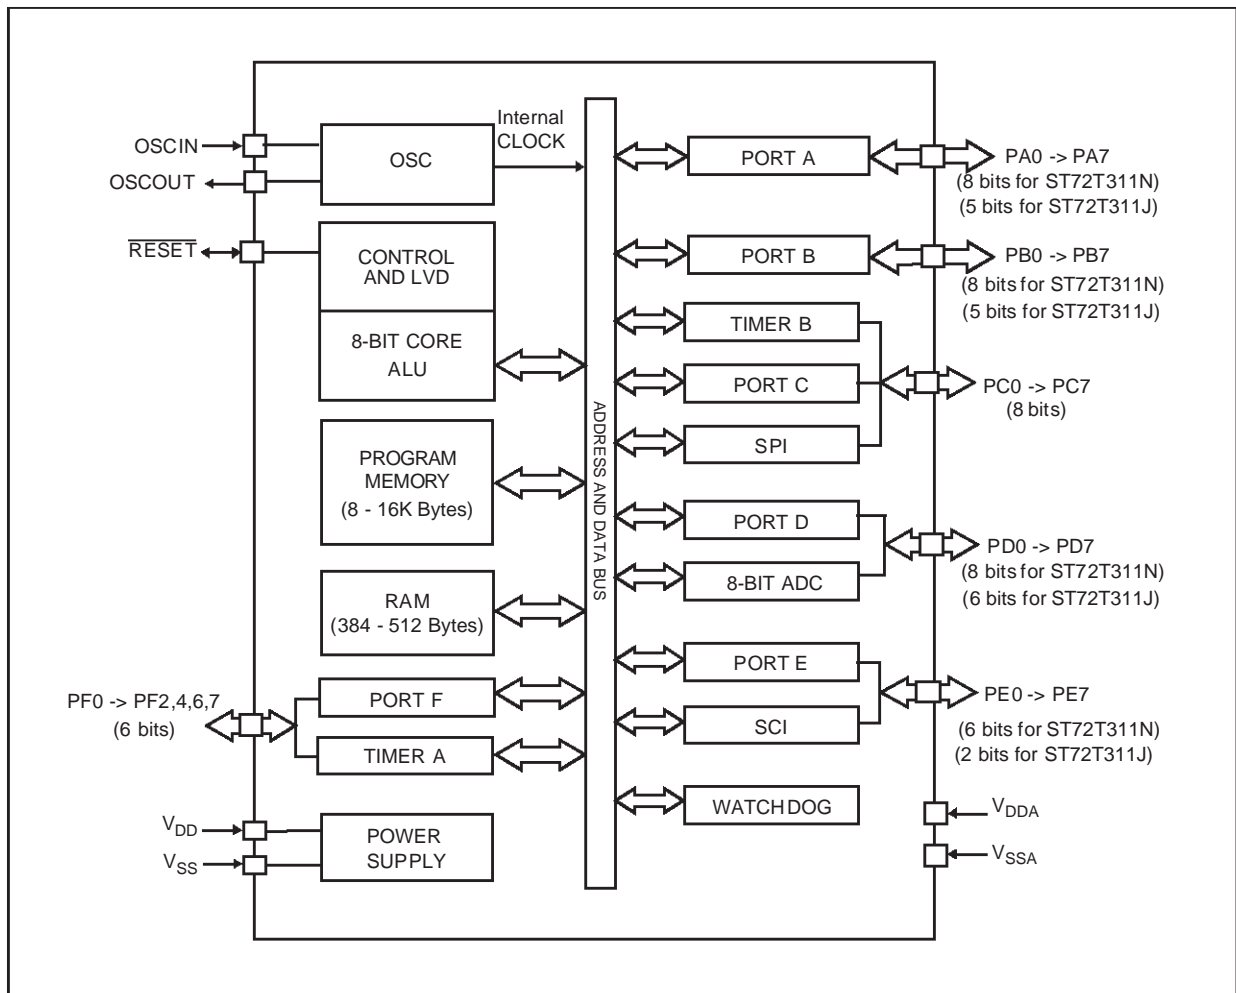 OSCIN
OSCOUT
RESET
OSC
Internal
CLOCK
CONTROL
AND LVD
8-BIT CORE
ALU
PROGRAM
MEMORY
(8 - 16K Bytes)
RAM
(384 - 512 Bytes)
PF0 -> PF2,4,6,7
(6 bits)
PORT F
TIMER A
VDD
VSS
POWER
SUPPLY
ADDRESS AND DATA BUS
PORT A
PA0 -> PA7
(8 bits for ST72T311N)
(5 bits for ST72T311J)
PORT B
PB0 -> PB7
(8 bits for ST72T311N)
(5 bits for ST72T311J)
TIMER B
PORT C
SPI
PC0 -> PC7
(8 bits)
PORT D
8-BIT ADC
PD0 -> PD7
(8 bits for ST72T311N)
(6 bits for ST72T311J)
PORT E
SCI
PE0 -> PE7
(6 bits for ST72T311N)
(2 bits for ST72T311J)
WATCHDOG
VDDA
VSSA